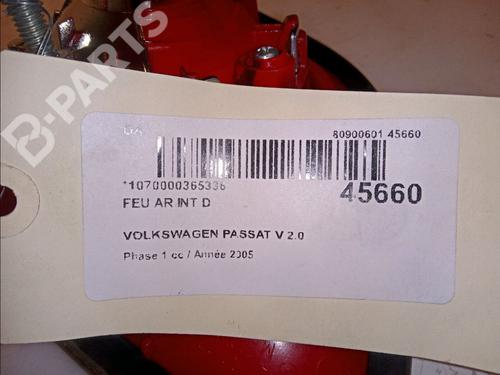 B-PARTS
80900601 45660
*1070000365336
45660
FEU AR INT D
VOLKSWAGEN PASSAT V 2.0
Phase 1 cc / Année 2005